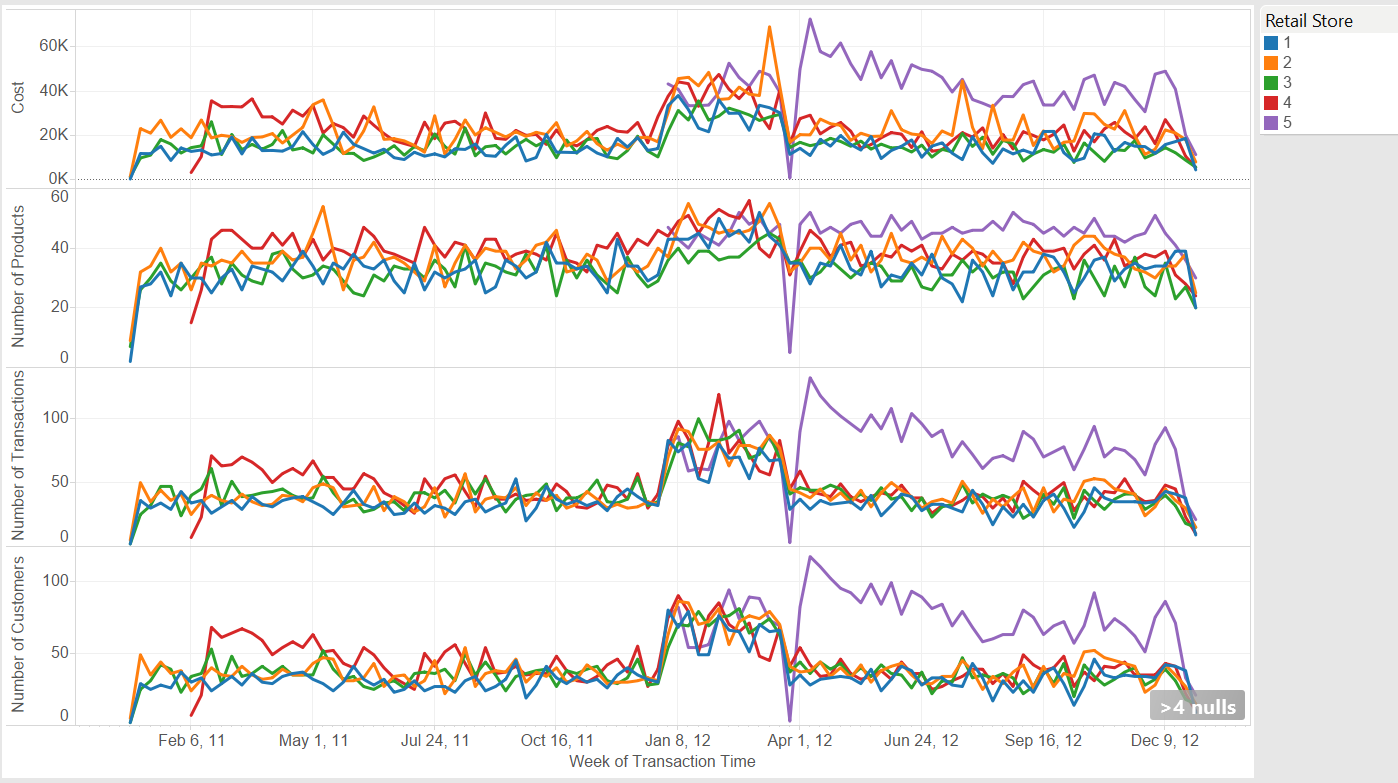 Retail Store
1
2
3
4
5
Cost
60K
40K
20K
0K
Number of Products
60
40
20
0
Number of Transactions
100
50
0
Number of Customers
100
50
0
>4 nulls
Feb 6, 11 May 1, 11 Jul 24, 11 Oct 16, 11 Jan 8, 12 Apr 1, 12 Jun 24, 12 Sep 16, 12 Dec 9, 12
Week of Transaction Time